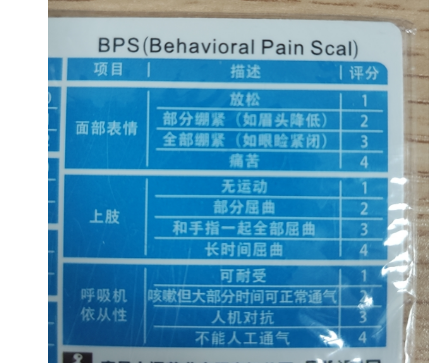 BPS(Behavioral Pain Scal)
项目 描述 评分
面部表情
放松 1
部分绷紧（如眉头降低） 2
全部绷紧（如眼睑紧闭） 3
痛苦 4
上肢
无运动 1
部分屈曲 2
和手指一起全部屈曲 3
长时间屈曲 4
呼吸机
依从性
可耐受 1
咳嗽但大部分时间可正常通气 2
人机对抗 3
不能人工通气 4